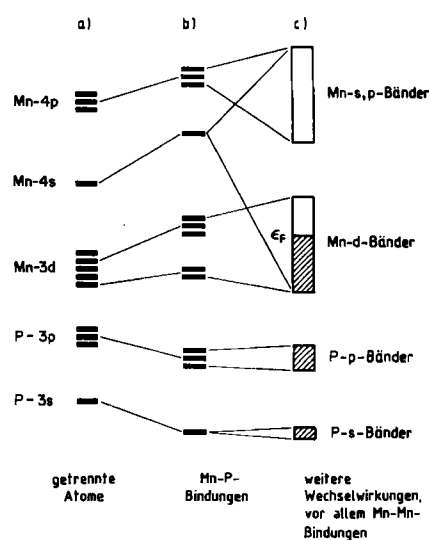 a)
b)
c)
Mn-4p
Mn-s,p-Bänder
Mn-4s
ϵF
Mn-d-Bänder
Mn-3d
P-3p
P-p-Bänder
P-3s
P-s-Bänder
getrennte
Atome
Mn-P-
Bindungen
weitere
Wechselwirkungen,
vor allem Mn-Mn-
Bindungen